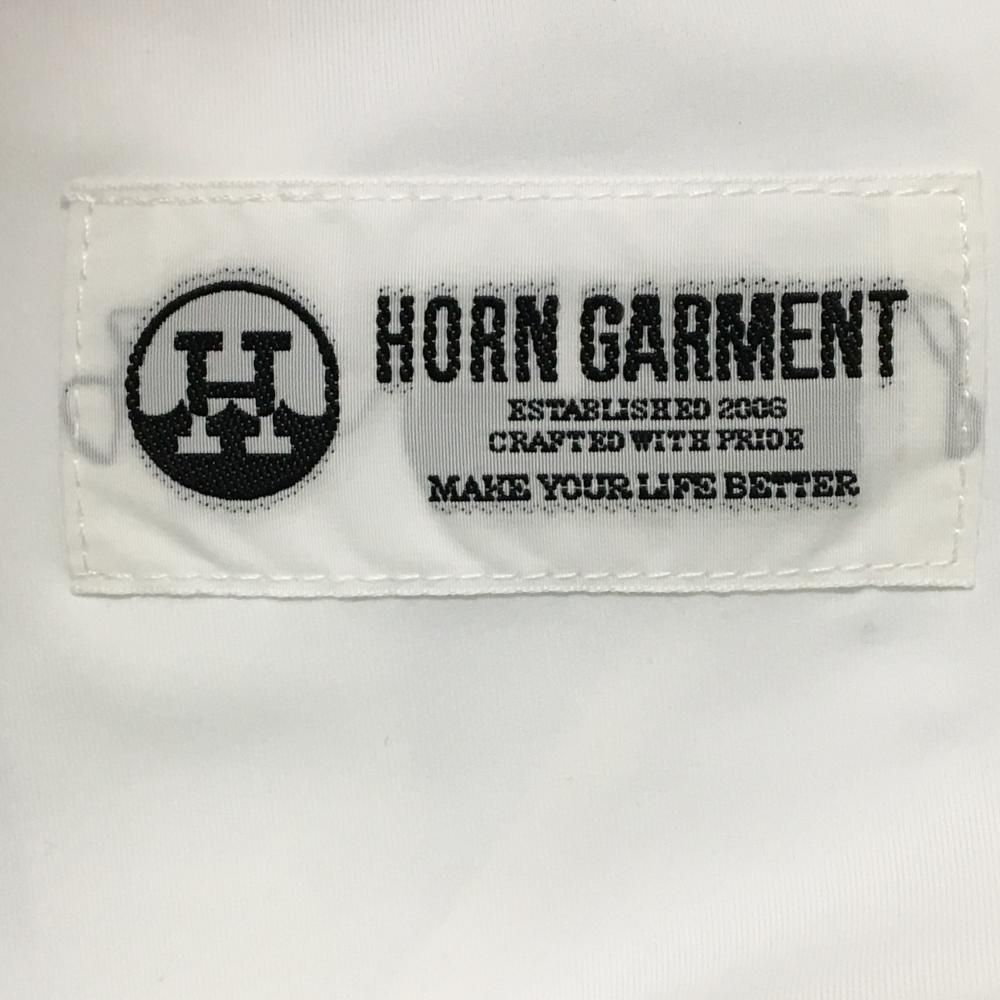 H
HORN GARMENT
ESTABLISHED 2006
CRAFTED WITH PRIDE
MAKE YOUR LIFE BETTER